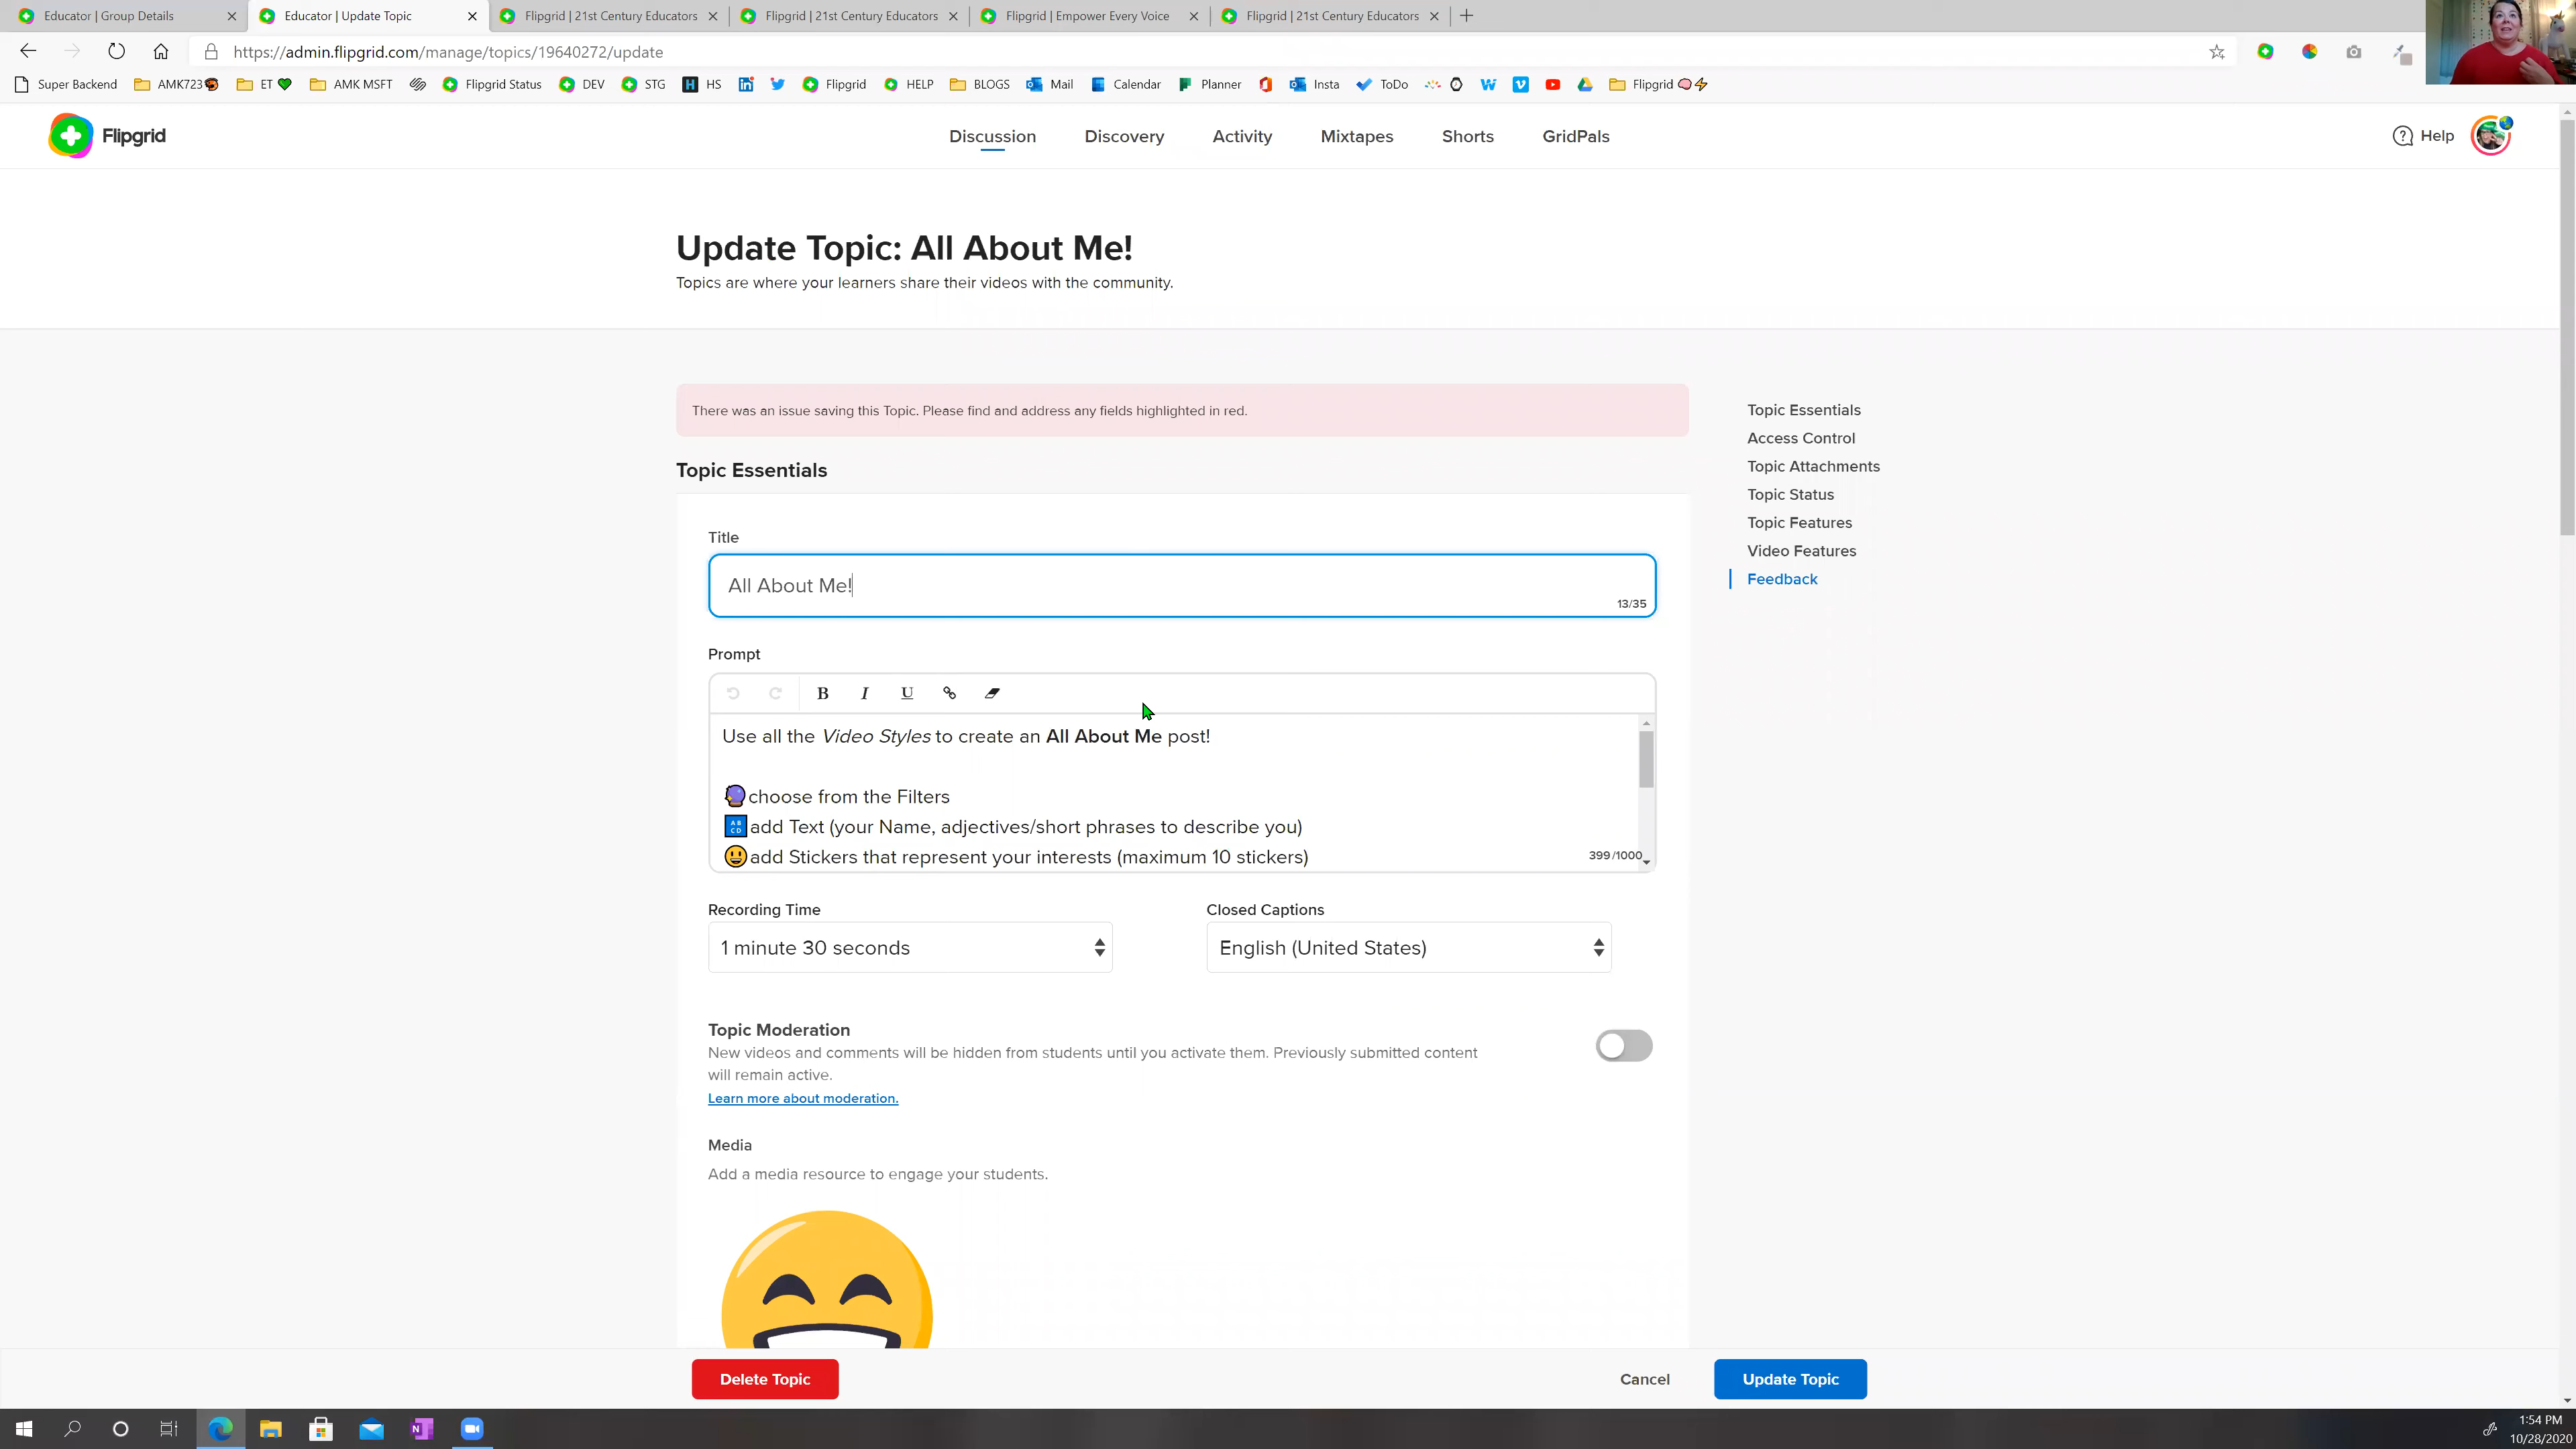 Educator | Group Details
Educator | Update Topic
Flipgrid | 21st Century Educators
Flipgrid | 21st Century Educators
Flipgrid | Empower Every Voice
Flipgrid | 21st Century Educators
https://admin.flipgrid.com/manage/topics/19640272/update
Super Backend AMK723 ET AMK MSFT Flipgrid Status DEV STG HS Flipgrid HELP BLOGS Mail Calendar Planner Insta ToDo Flipgrid
Flipgrid
Discussion Discovery Activity Mixtapes Shorts GridPals
Help
Update Topic: All About Me!
Topics are where your learners share their videos with the community.
There was an issue saving this Topic. Please find and address any fields highlighted in red.
Topic Essentials
Access Control
Topic Attachments
Topic Status
Topic Features
Video Features
Feedback
Topic Essentials
Title
All About Me!
13/35
Prompt
B I U
Use all the Video Styles to create an All About Me post!
🔮choose from the Filters
🔠add Text (your Name, adjectives/short phrases to describe you)
😀add Stickers that represent your interests (maximum 10 stickers)
399/1000
Recording Time
1 minute 30 seconds
Closed Captions
English (United States)
Topic Moderation
New videos and comments will be hidden from students until you activate them. Previously submitted content
will remain active.
Learn more about moderation.
Media
Add a media resource to engage your students.
Delete Topic
Cancel
Update Topic
1:54 PM
10/28/2020